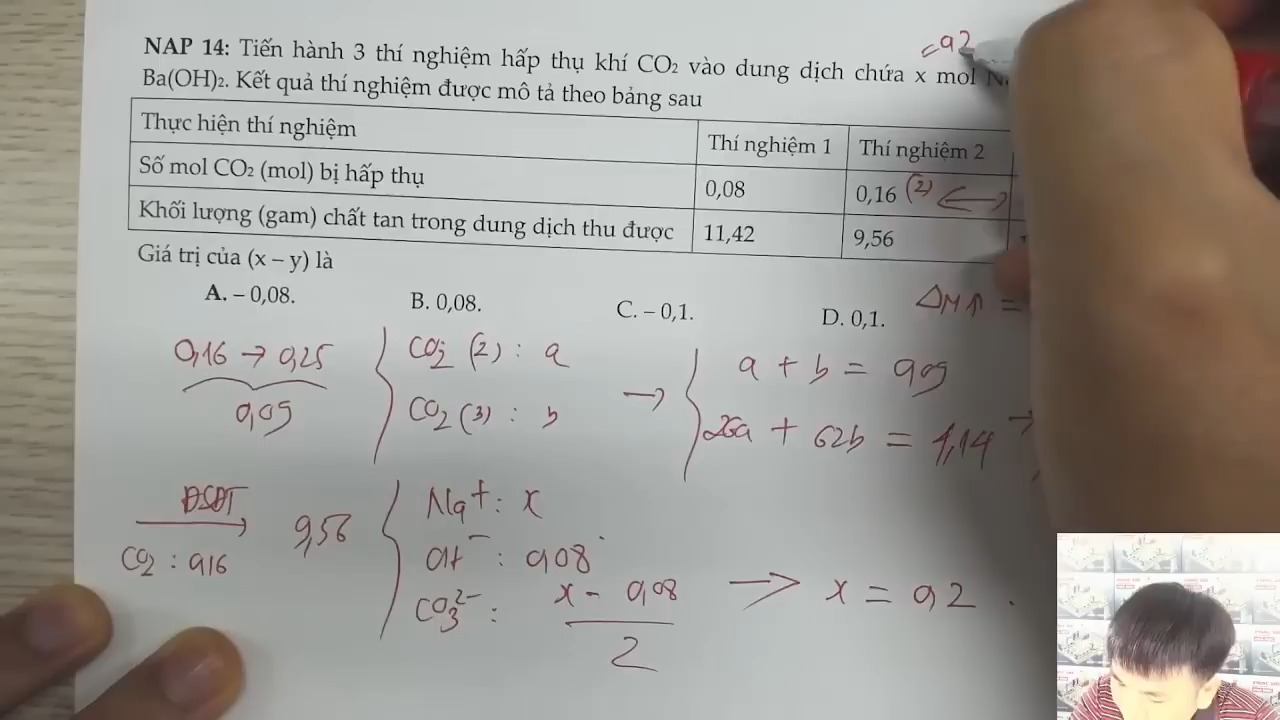 = 0,2
NAP 14: Tiến hành 3 thí nghiệm hấp thụ khí CO₂ vào dung dịch chứa x mol
Ba(OH)₂. Kết quả thí nghiệm được mô tả theo bảng sau
Thực hiện thí nghiệm Thí nghiệm 1 Thí nghiệm 2
Số mol CO₂ (mol) bị hấp thụ 0,08 0,16 (2) ⟵
Khối lượng (gam) chất tan trong dung dịch thu được 11,42 9,56
Giá trị của (x – y) là
A. – 0,08. B. 0,08. C. – 0,1. D. 0,1.
ΔM↑ =
0,16 → 0,25 CO₂ (2) : a → a + b = 0,09
0,09 CO₂ (3) : b 26a + 62b = 4,14 →
BSĐT Na⁺ : x
CO₂ : 0,16 9,56 OH⁻ : 0,08
CO₃²⁻ : x - 0,08 / 2 → x = 0,2 .